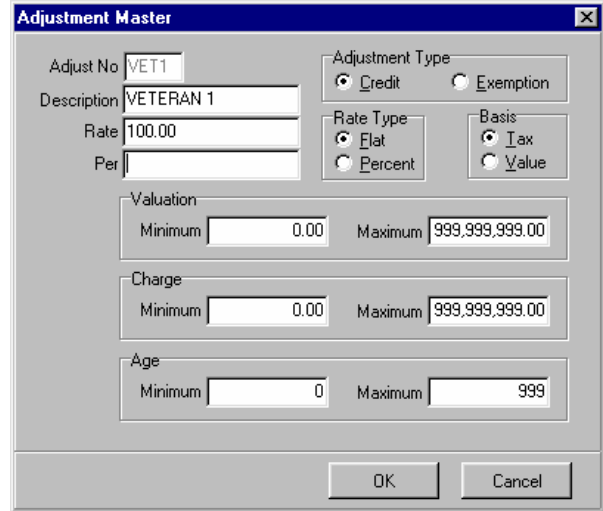 Adjustment Master
Adjust No VET1
Description VETERAN 1
Rate 100.00
Per
Adjustment Type
Credit Exemption
Rate Type
Flat
Percent
Basis
Tax
Value
Valuation
Minimum 0.00 Maximum 999,999,999.00
Charge
Minimum 0.00 Maximum 999,999,999.00
Age
Minimum 0 Maximum 999
OK Cancel